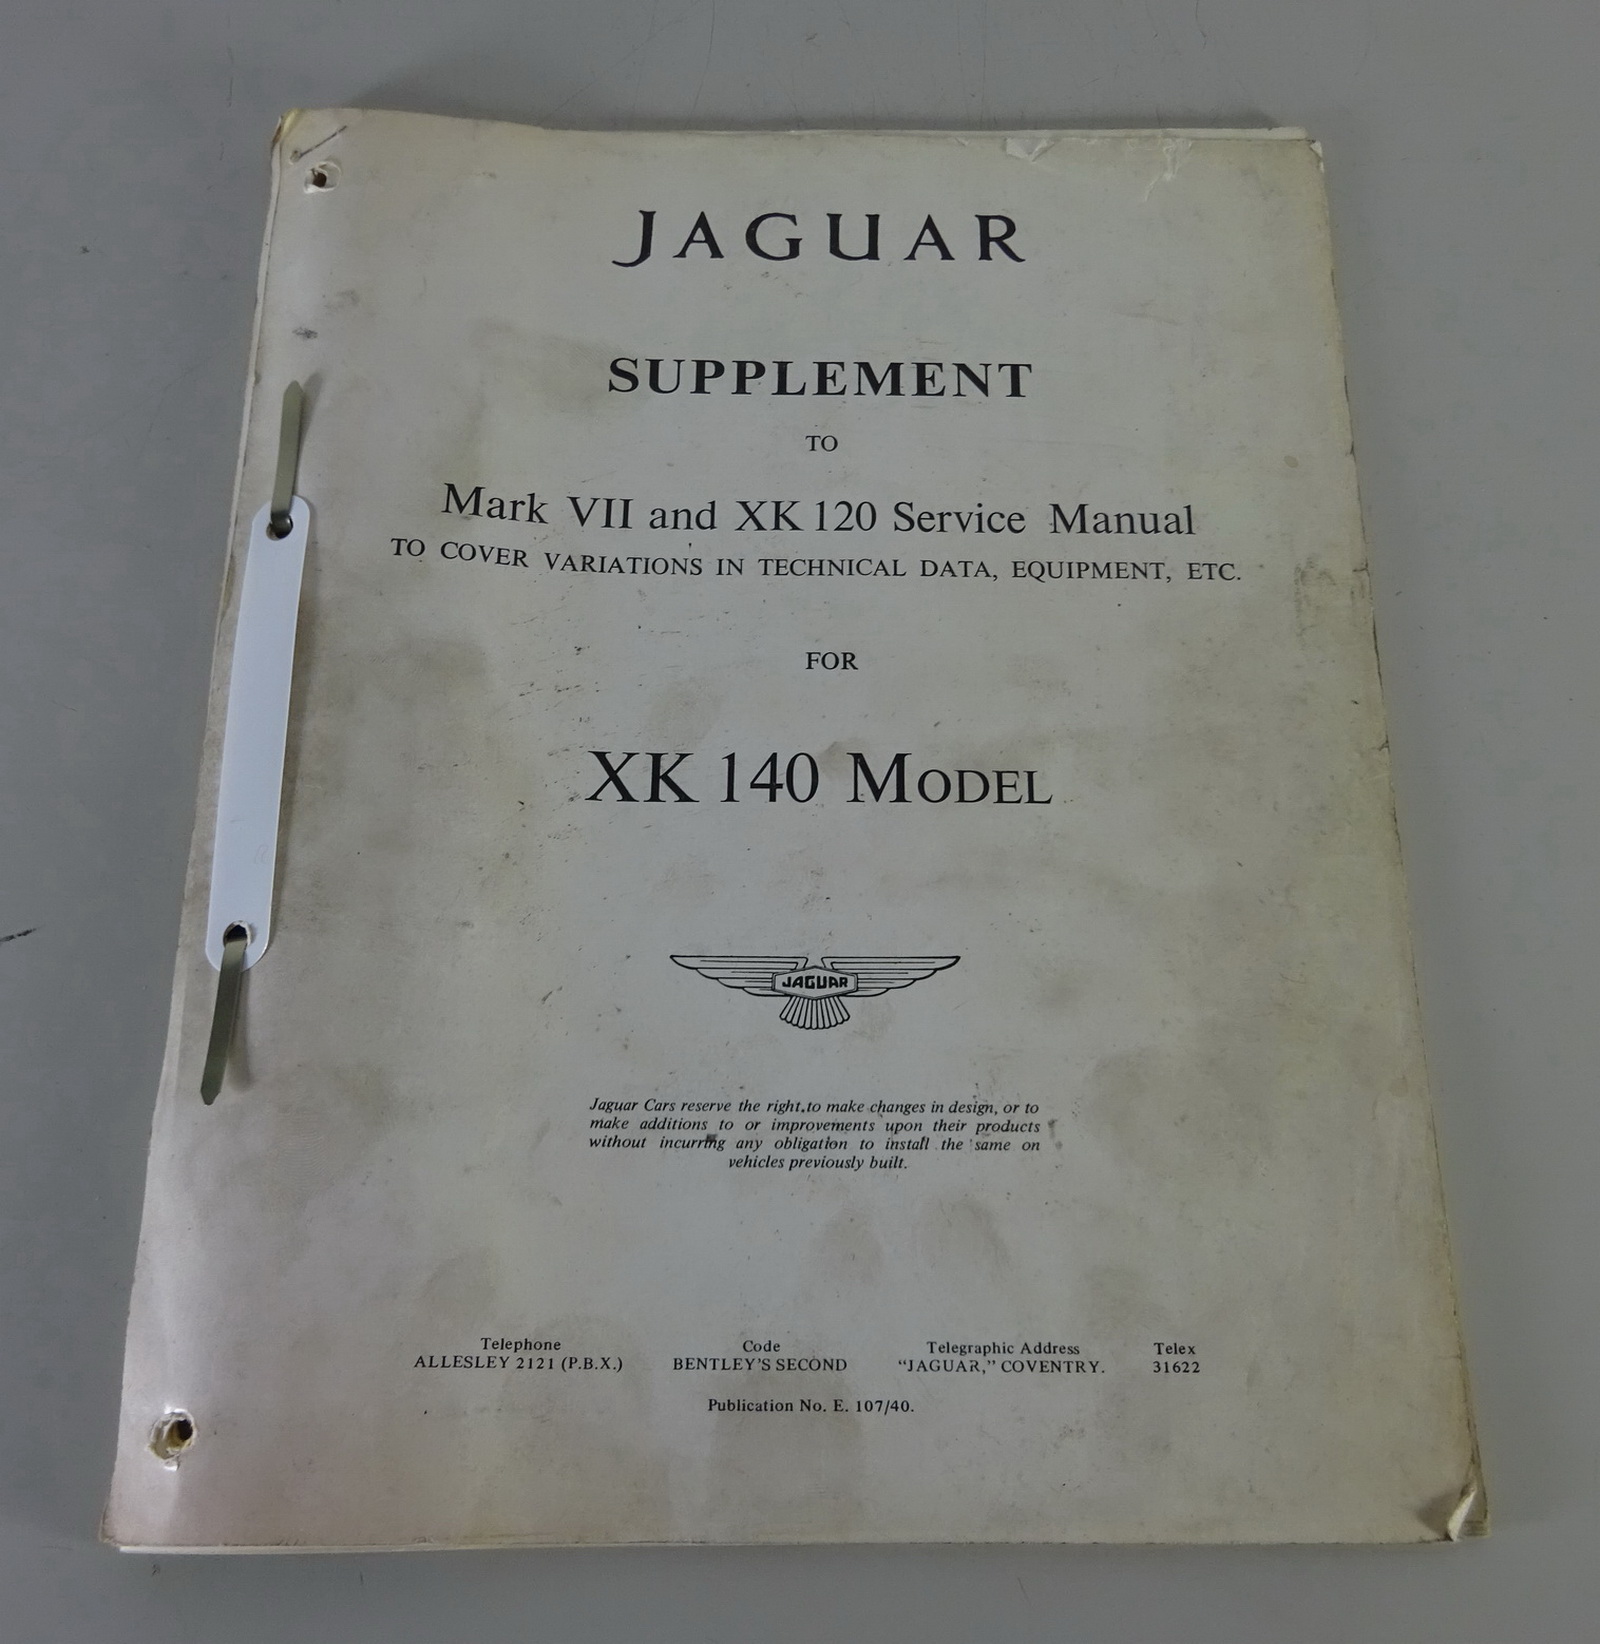 JAGUAR
SUPPLEMENT
TO
Mark VII and XK 120 Service Manual
TO COVER VARIATIONS IN TECHNICAL DATA, EQUIPMENT, ETC.
FOR
XK 140 MODEL
JAGUAR
Jaguar Cars reserve the right to make changes in design, or to
make additions to or improvements upon their products
without incurring any obligation to install the same on
vehicles previously built.
Telephone Code Telegraphic Address Telex
ALLESLEY 2121 (P.B.X.) BENTLEY'S SECOND "JAGUAR," COVENTRY. 31622
Publication No. E. 107/40.